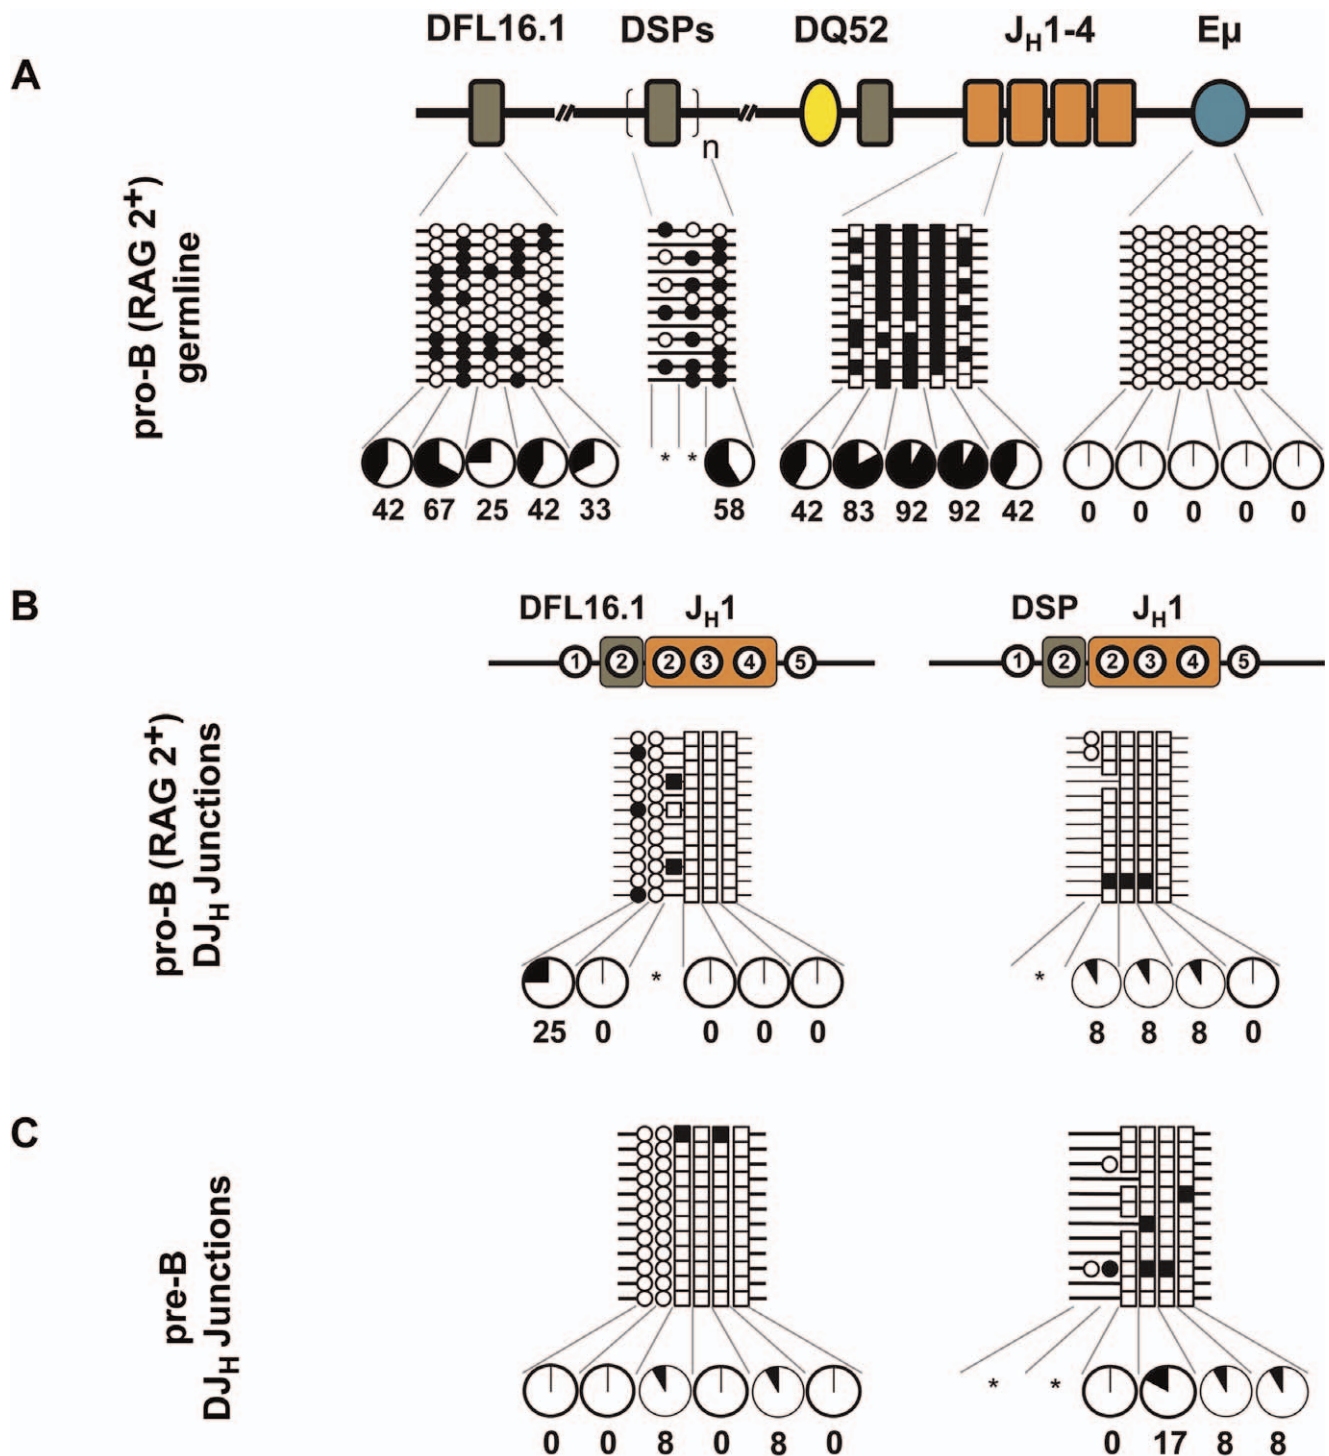 DFL16.1 DSPs DQ52 JH1-4 Eμ
A
n
pro-B (RAG 2+)
germline
* *
42 67 25 42 33 58 42 83 92 92 42 0 0 0 0 0
B
DFL16.1 JH1 DSP JH1
1 2 2 3 4 5 1 2 2 3 4 5
pro-B (RAG 2+)
DJH Junctions
* *
25 0 0 0 0 8 8 8 0
C
pre-B
DJH Junctions
* *
0 0 8 0 8 0 0 17 8 8